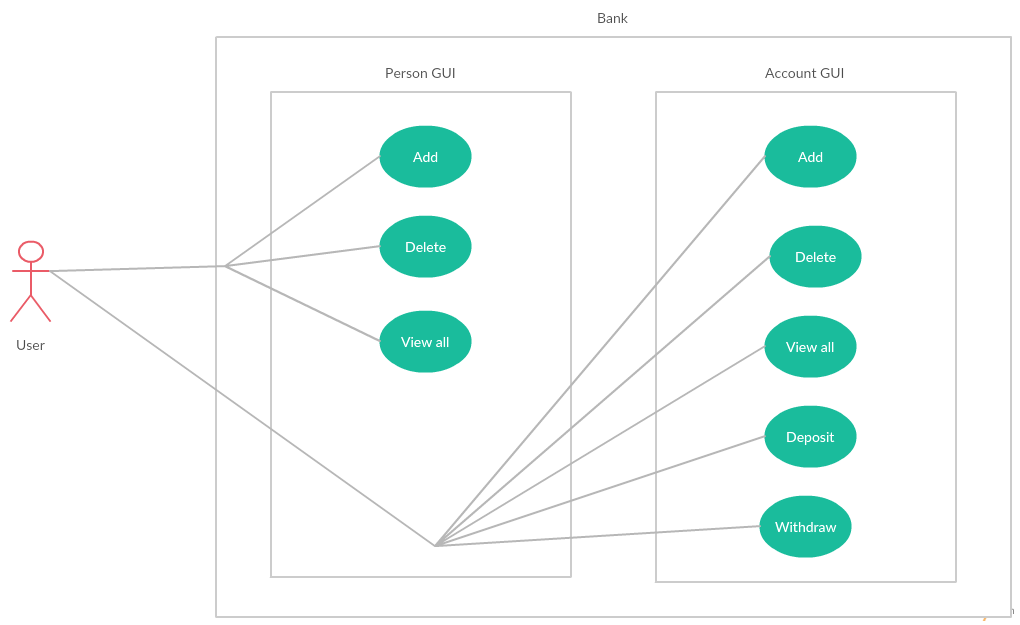 Bank
Person GUI
Account GUI
Add
Delete
View all
User
Add
Delete
View all
Deposit
Withdraw